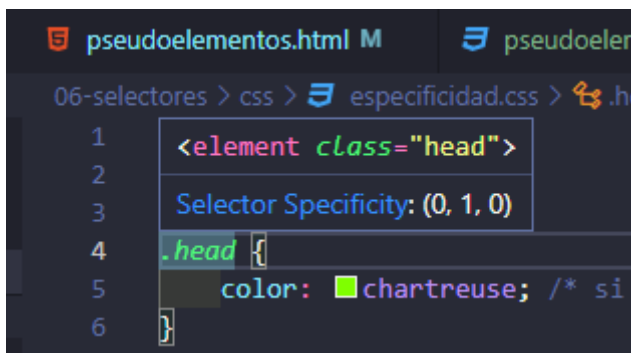 pseudoelementos.html M pseudoelemen
06-selectores > css > especificidad.css > .h
1
<element class="head">
2
3
Selector Specificity: (0, 1, 0)
4 .head {
5 color: chartreuse; /* si
6 }